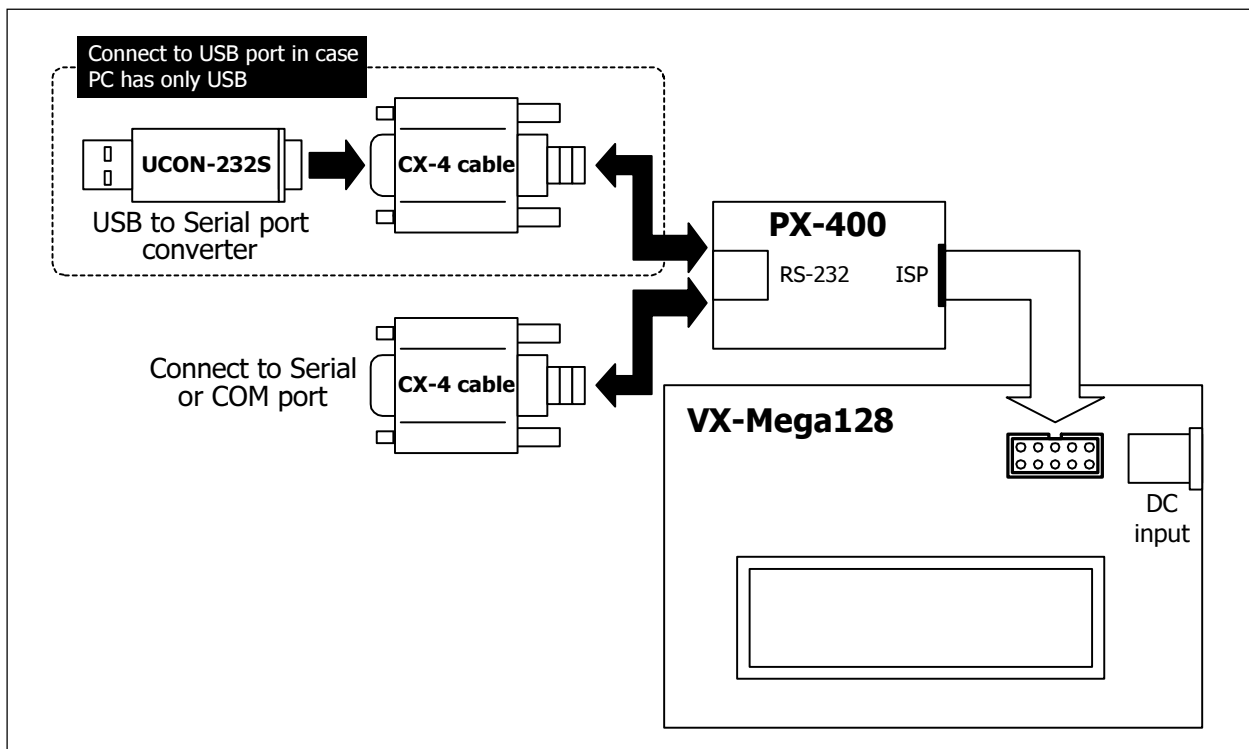 Connect to USB port in case
PC has only USB
UCON-232S
CX-4 cable
USB to Serial port
converter
PX-400
RS-232
ISP
Connect to Serial
or COM port
CX-4 cable
VX-Mega128
DC
input